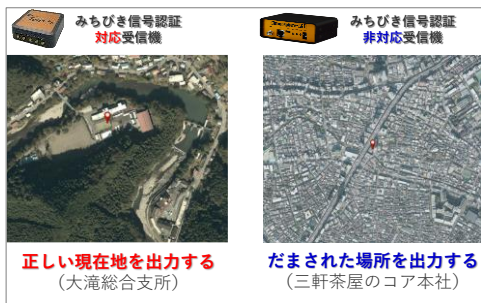 みちびき信号認証
対応受信機
正しい現在地を出力する
（大滝総合支所）
みちびき信号認証
非対応受信機
だまされた場所を出力する
（三軒茶屋のコア本社）